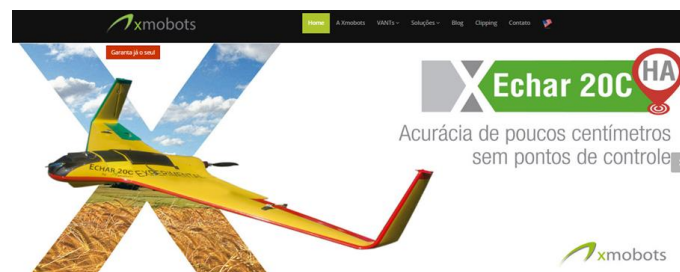 xmobots
Home A Xmobots VANTs Soluções Blog Clipping Contato
Garanta já o seu!
X Echar 20C HA
Acurácia de poucos centímetros
sem pontos de controle
ECHAR 20C EXPERIMENTAL
xmobots